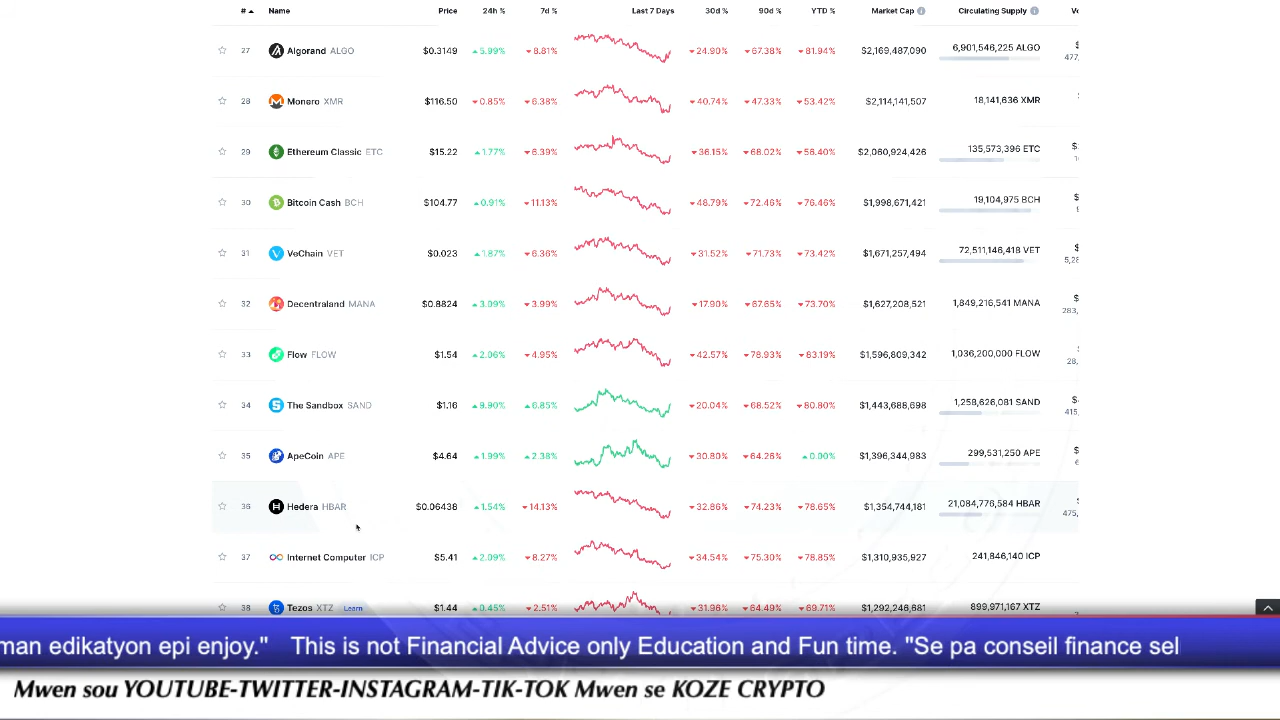 # Name Price 24h % 7d % Last 7 Days 30d % 90d % YTD % Market Cap Circulating Supply
27 Algorand ALGO $0.3149 5.99% 8.81% 24.90% 67.38% 81.94% $2,169,487,090 6,901,546,225 ALGO
28 Monero XMR $116.50 0.85% 6.38% 40.74% 47.33% 53.42% $2,114,141,507 18,141,636 XMR
29 Ethereum Classic ETC $15.22 1.77% 6.39% 36.15% 68.02% 56.40% $2,060,924,426 135,573,396 ETC
30 Bitcoin Cash BCH $104.77 0.91% 11.13% 48.79% 72.46% 76.46% $1,998,671,421 19,104,975 BCH
31 VeChain VET $0.023 1.87% 6.36% 31.52% 71.73% 73.42% $1,671,257,494 72,511,146,418 VET
32 Decentraland MANA $0.8824 3.09% 3.99% 17.90% 67.65% 73.70% $1,627,208,521 1,849,216,541 MANA
33 Flow FLOW $1.54 2.06% 4.95% 42.57% 78.93% 83.19% $1,596,809,342 1,036,200,000 FLOW
34 The Sandbox SAND $1.16 9.90% 6.85% 20.04% 68.52% 80.80% $1,443,688,698 1,258,626,081 SAND
35 ApeCoin APE $4.64 1.99% 2.38% 30.80% 64.26% 0.00% $1,396,344,983 299,531,250 APE
36 Hedera HBAR $0.06438 1.54% 14.13% 32.86% 74.23% 78.65% $1,354,744,181 21,084,776,584 HBAR
37 Internet Computer ICP $5.41 2.09% 8.27% 34.54% 75.30% 78.85% $1,310,935,927 241,846,140 ICP
38 Tezos XTZ Learn $1.44 0.45% 2.51% 31.96% 64.49% 69.71% $1,292,246,681 899,971,167 XTZ
man edikatyon epi enjoy." This is not Financial Advice only Education and Fun time. "Se pa conseil finance sel
Mwen sou YOUTUBE-TWITTER-INSTAGRAM-TIK-TOK Mwen se KOZE CRYPTO